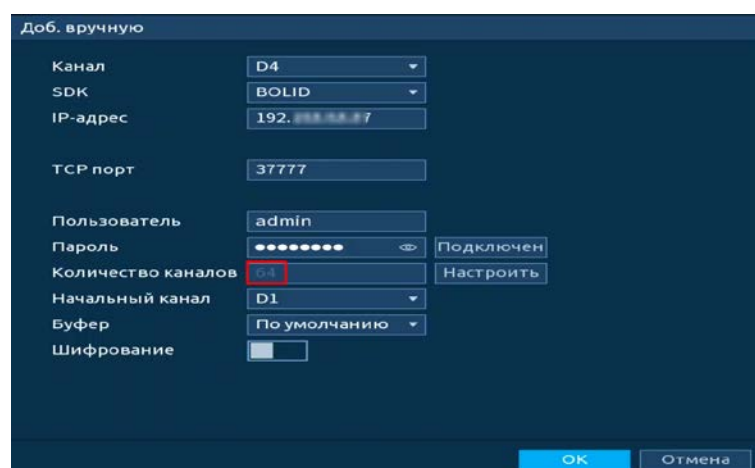 Доб. вручную
Канал D4
SDK BOLID
IP-адрес 192.
TCP порт 37777
Пользователь admin
Пароль ●●●●●●●● Подключен
Количество каналов 64 Настроить
Начальный канал D1
Буфер По умолчанию
Шифрование
OK Отмена